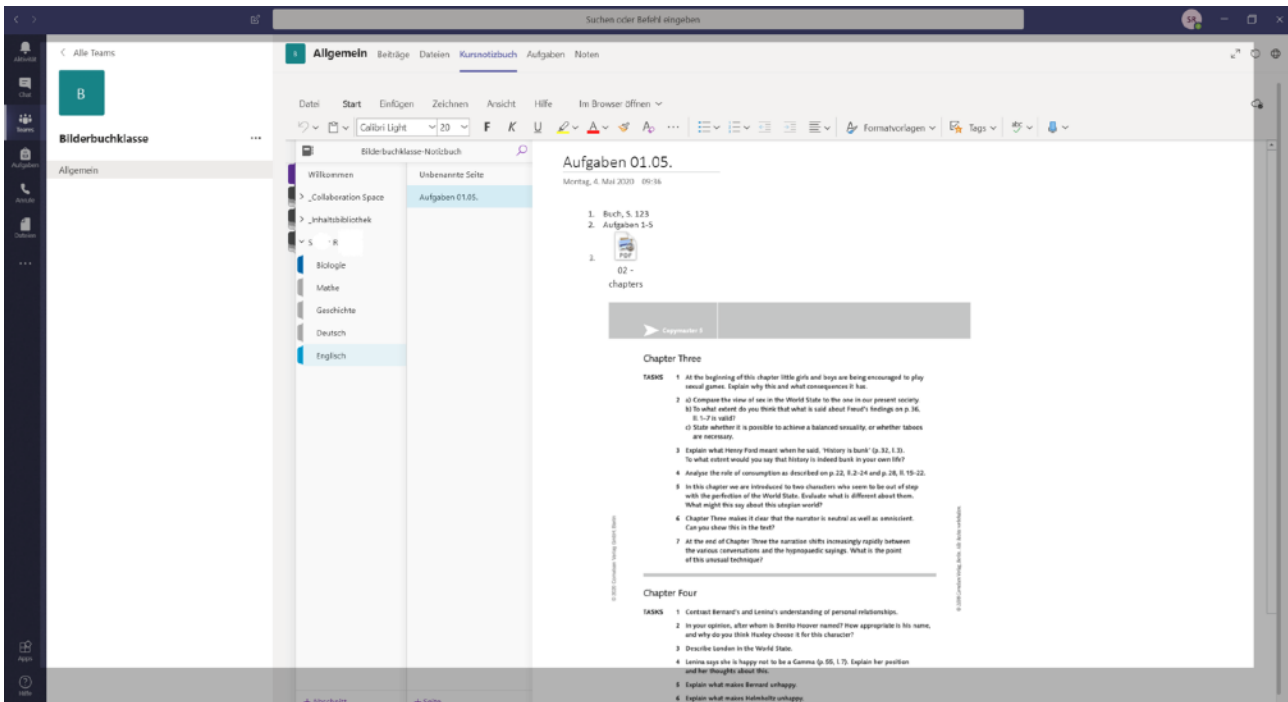 Suchen oder Befehl eingeben
SR
Aktivität
Chat
Teams
Aufgaben
Anrufe
Dateien
Apps
Hilfe
Alle Teams
B
Bilderbuchklasse
Allgemein
Allgemein Beiträge Dateien Kursnotizbuch Aufgaben Noten
Datei Start Einfügen Zeichnen Ansicht Hilfe Im Browser öffnen
Calibri Light 20 F K U A Formatvorlagen Tags
Bilderbuchklasse-Notizbuch
Willkommen
_Collaboration Space
_Inhaltsbibliothek
S R
Biologie
Mathe
Geschichte
Deutsch
Englisch
Unbenannte Seite
Aufgaben 01.05.
+ Abschnitt
+ Seite
Aufgaben 01.05.
Montag, 4. Mai 2020 09:36
1. Buch, S. 123
2. Aufgaben 1-5
3.
PDF
02 -
chapters
Copymaster 3
Chapter Three
TASKS 1 At the beginning of this chapter little girls and boys are being encouraged to play
sexual games. Explain why this and what consequences it has.
2 a) Compare the view of sex in the World State to the one in our present society.
b) To what extent do you think that what is said about Freud's findings on p. 36,
ll. 1–7 is valid?
c) State whether it is possible to achieve a balanced sexuality, or whether taboos
are necessary.
3 Explain what Henry Ford meant when he said, 'History is bunk' (p. 32, l. 3).
To what extent would you say that history is indeed bunk in your own life?
4 Analyse the role of consumption as described on p. 22, ll. 2–24 and p. 28, ll. 15–22.
5 In this chapter we are introduced to two characters who seem to be out of step
with the perfection of the World State. Evaluate what is different about them.
What might this say about this utopian world?
6 Chapter Three makes it clear that the narrator is neutral as well as omniscient.
Can you show this in the text?
7 At the end of Chapter Three the narration shifts increasingly rapidly between
the various conversations and the hypnopaedic sayings. What is the point
of this unusual technique?
Chapter Four
TASKS 1 Contrast Bernard's and Lenina's understanding of personal relationships.
2 In your opinion, after whom is Benito Hoover named? How appropriate is his name,
and why do you think Huxley choose it for this character?
3 Describe London in the World State.
4 Lenina says she is happy not to be a Gamma (p. 55, l. 7). Explain her position
and her thoughts about this.
5 Explain what makes Bernard unhappy.
6 Explain what makes Helmholtz unhappy.